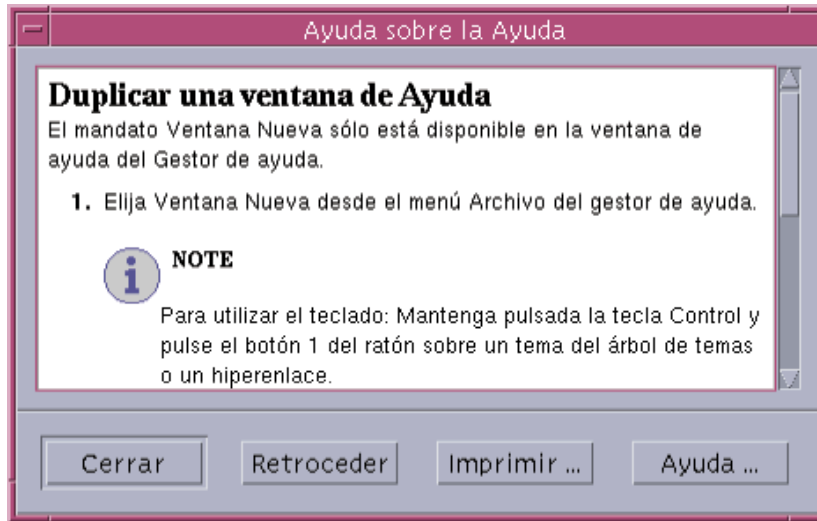 Ayuda sobre la Ayuda
Duplicar una ventana de Ayuda
El mandato Ventana Nueva sólo está disponible en la ventana de
ayuda del Gestor de ayuda.
1. Elija Ventana Nueva desde el menú Archivo del gestor de ayuda.
NOTE
Para utilizar el teclado: Mantenga pulsada la tecla Control y
pulse el botón 1 del ratón sobre un tema del árbol de temas
o un hiperenlace.
Cerrar Retroceder Imprimir ... Ayuda ...